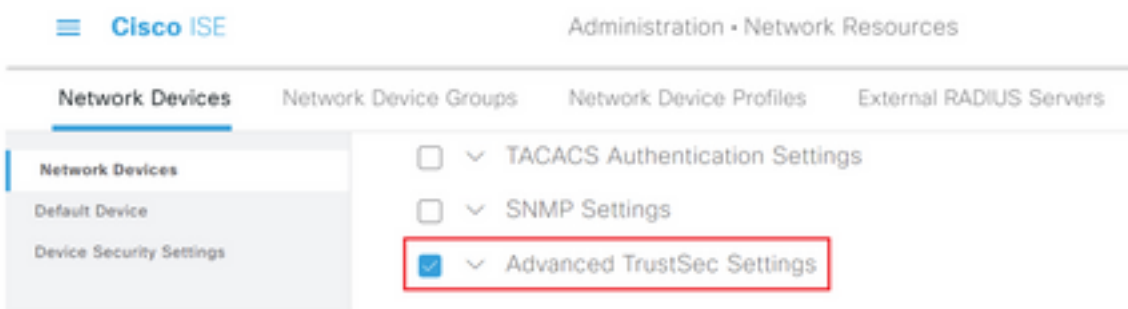 Cisco ISE
Administration • Network Resources
Network Devices
Network Device Groups
Network Device Profiles
External RADIUS Servers
Network Devices
Default Device
Device Security Settings
TACACS Authentication Settings
SNMP Settings
Advanced TrustSec Settings